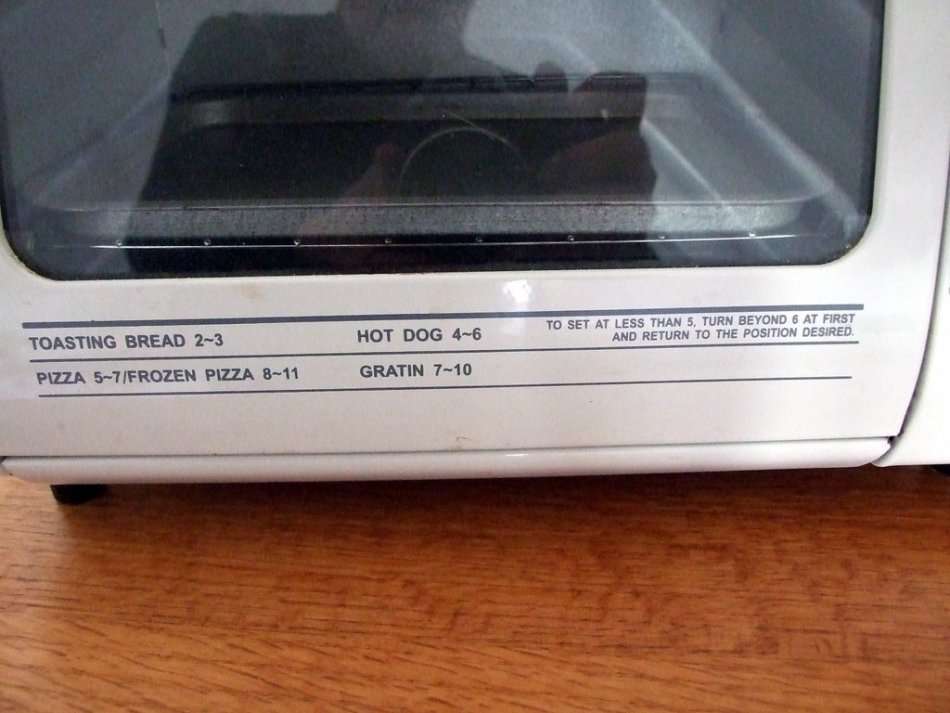 TOASTING BREAD 2~3
HOT DOG 4~6
TO SET AT LESS THAN 5, TURN BEYOND 6 AT FIRST
AND RETURN TO THE POSITION DESIRED.
PIZZA 5~7/FROZEN PIZZA 8~11
GRATIN 7~10